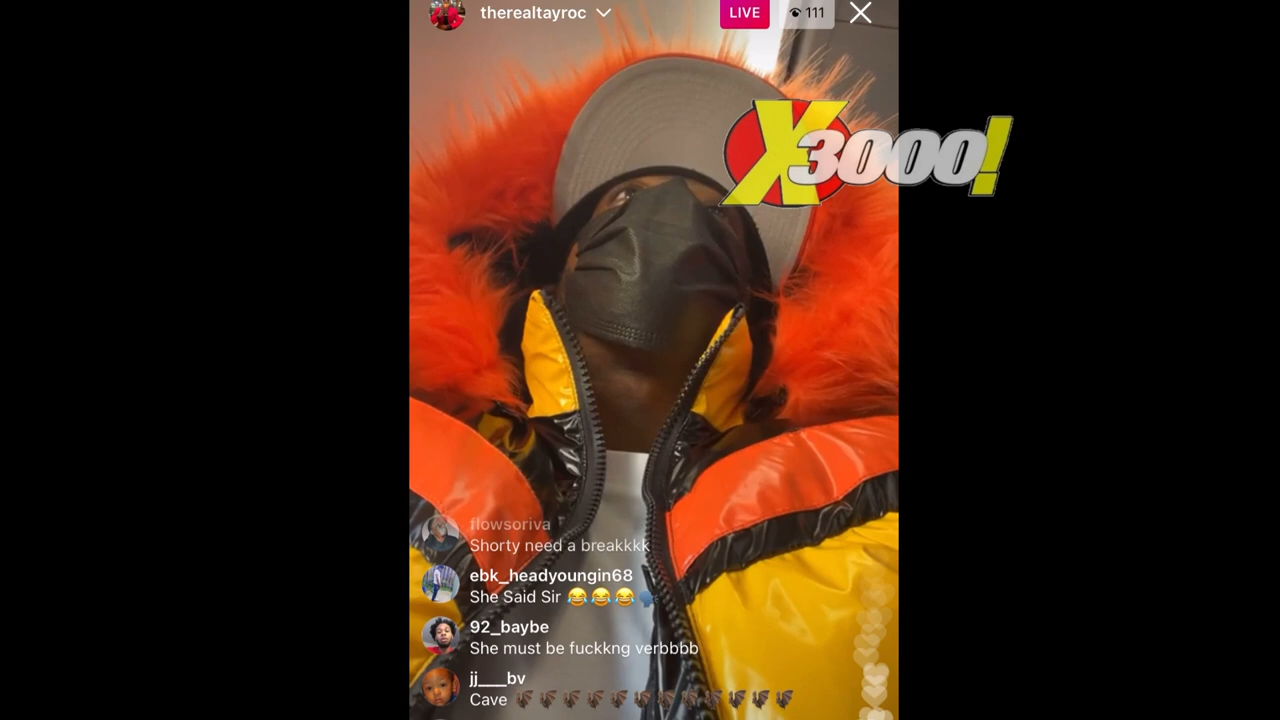 therealtayroc
LIVE
111
X3000!
flowsoriva
Shorty need a breakkkk
ebk_headyoungin68
She Said Sir 😂😂😂🗣
92_baybe
She must be fuckkng verbbbb
jj___bv
Cave 🐉🐉🐉🐉🐉🐉🐉🐉🐉🐉🐉🐉